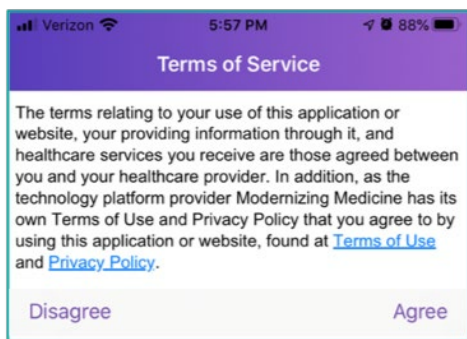 Verizon 5:57 PM 88%
Terms of Service
The terms relating to your use of this application or
website, your providing information through it, and
healthcare services you receive are those agreed between
you and your healthcare provider. In addition, as the
technology platform provider Modernizing Medicine has its
own Terms of Use and Privacy Policy that you agree to by
using this application or website, found at Terms of Use
and Privacy Policy.
Disagree Agree